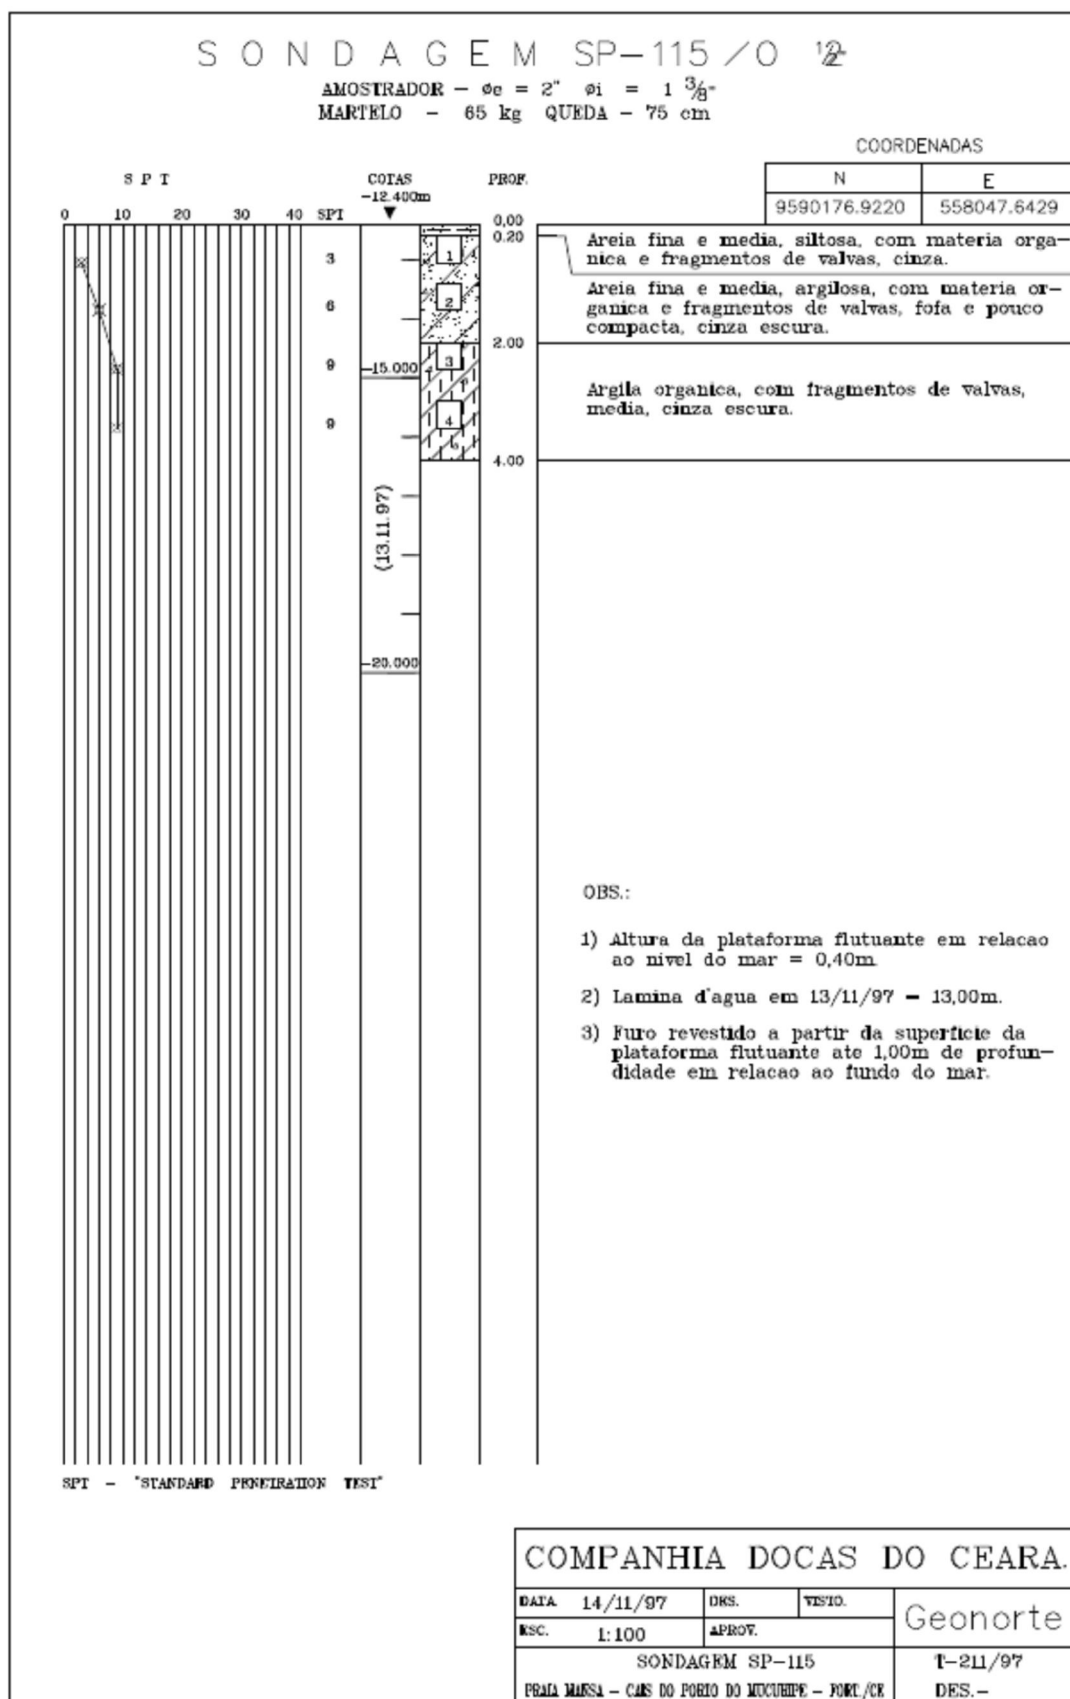 SONDAGEM SP-115/0 1/2"
AMOSTRADOR - øe = 2" øi = 1 3/8"
MARTELO - 65 kg QUEDA - 75 cm
COORDENADAS
N E
9590176.9220 558047.6429
S P T COTAS PROF.
-12.400m
0 10 20 30 40 SPT
0,00
0.20
Areia fina e media, siltosa, com materia orga-
nica e fragmentos de valvas, cinza.
3 1
Areia fina e media, argilosa, com materia or-
ganica e fragmentos de valvas, fofa e pouco
compacta, cinza escura.
6 2
2.00
9 -15.000 3
Argila organica, com fragmentos de valvas,
media, cinza escura.
9 4
4.00
(13.11.97)
-20.000
OBS.:
1) Altura da plataforma flutuante em relacao
ao nivel do mar = 0,40m
2) Lamina d'agua em 13/11/97 - 13,00m.
3) Furo revestido a partir da superficie da
plataforma flutuante ate 1,00m de profun-
didade em relacao ao fundo do mar.
SPT - "STANDARD PENETRATION TEST"
COMPANHIA DOCAS DO CEARA.
DATA 14/11/97 DES. VISTO. Geonorte
ESC. 1:100 APROV.
SONDAGEM SP-115 T-211/97
PRAIA MANSA - CAIS DO PORTO DO MUCURIPE - FORT./CE DES.-